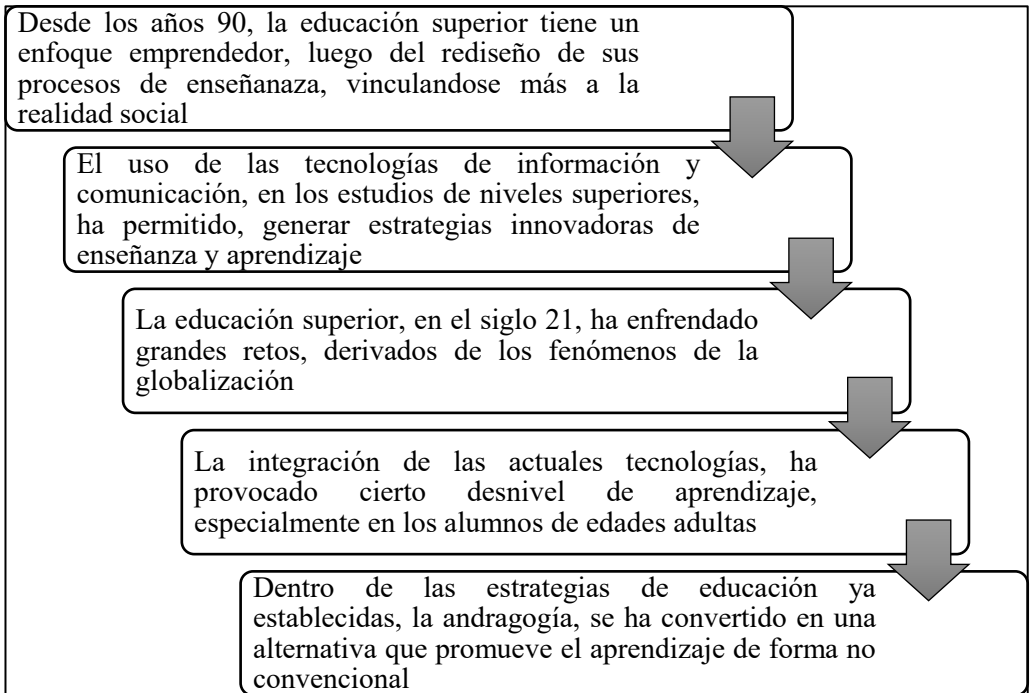 Desde los años 90, la educación superior tiene un
enfoque emprendedor, luego del rediseño de sus
procesos de enseñanaza, vinculandose más a la
realidad social
El uso de las tecnologías de información y
comunicación, en los estudios de niveles superiores,
ha permitido, generar estrategias innovadoras de
enseñanza y aprendizaje
La educación superior, en el siglo 21, ha enfrendado
grandes retos, derivados de los fenómenos de la
globalización
La integración de las actuales tecnologías, ha
provocado cierto desnivel de aprendizaje,
especialmente en los alumnos de edades adultas
Dentro de las estrategias de educación ya
establecidas, la andragogía, se ha convertido en una
alternativa que promueve el aprendizaje de forma no
convencional